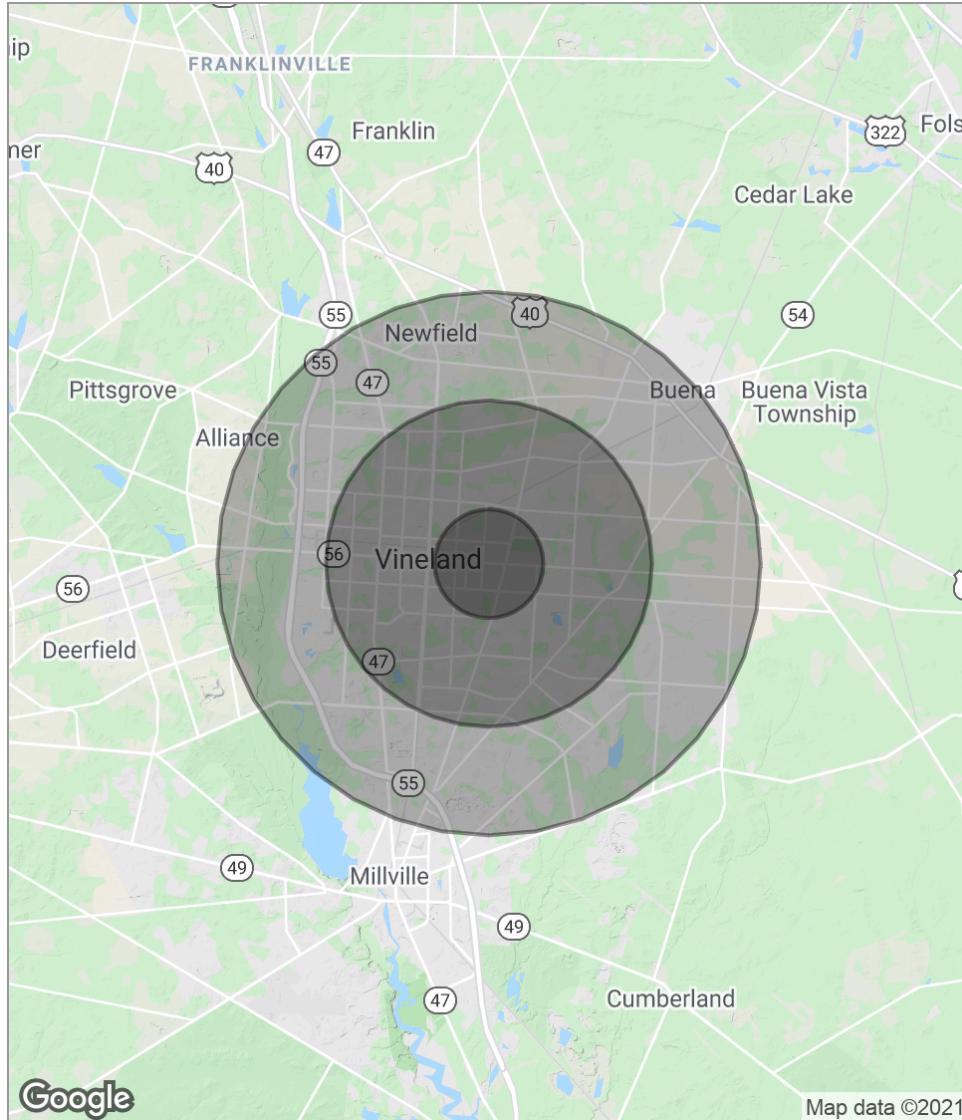 ip
FRANKLINVILLE
Franklin
47
322
Fols
mer
40
Cedar Lake
55
40
54
Newfield
55
47
Pittsgrove
Buena
Buena Vista
Township
Alliance
56
Vineland
56
Deerfield
47
55
49
Millville
49
47
Cumberland
Google
Map data ©2021